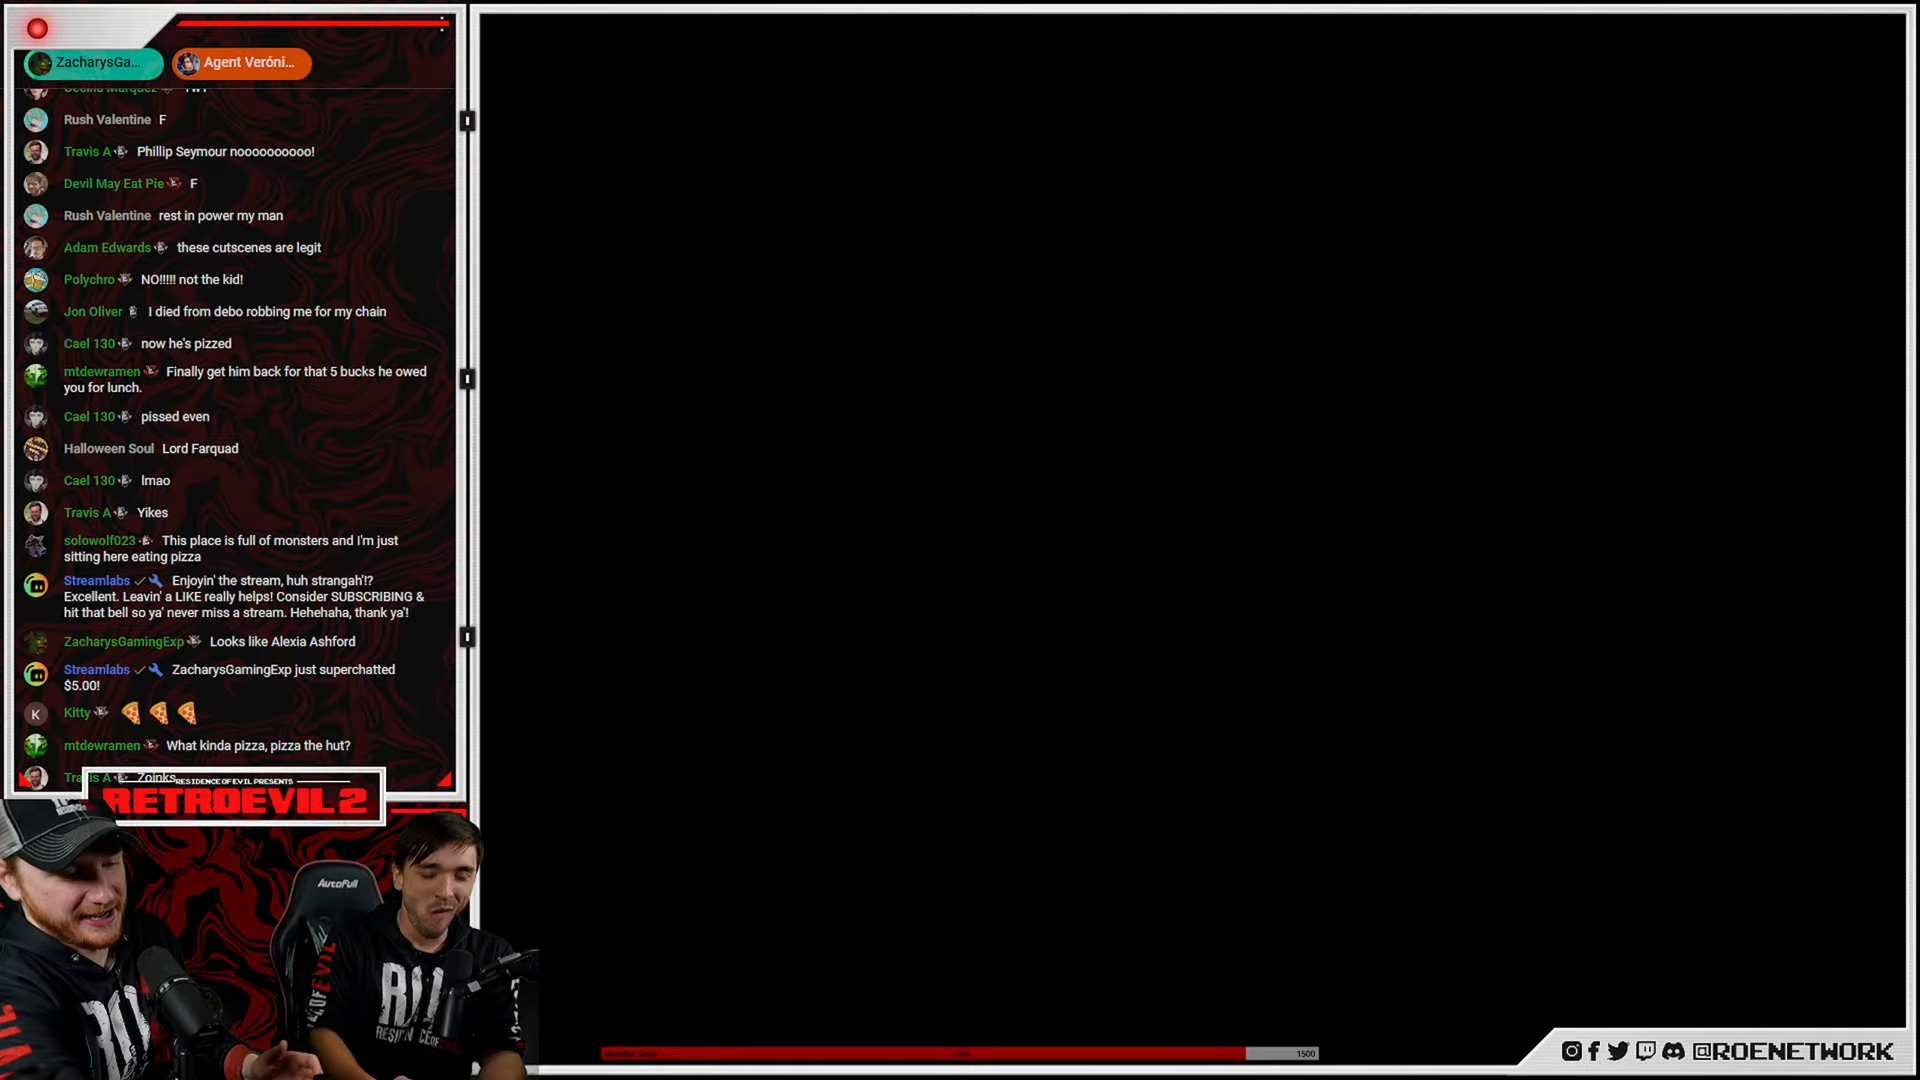 ZacharysGa...
Agent Veróni...
Rush Valentine F
Travis A Phillip Seymour noooooooooo!
Devil May Eat Pie F
Rush Valentine rest in power my man
Adam Edwards these cutscenes are legit
Polychro NO!!!!! not the kid!
Jon Oliver I died from debo robbing me for my chain
Cael 130 now he's pizzed
mtdewramen Finally get him back for that 5 bucks he owed
you for lunch.
Cael 130 pissed even
Halloween Soul Lord Farquad
Cael 130 lmao
Travis A Yikes
solowolf023 This place is full of monsters and I'm just
sitting here eating pizza
Streamlabs Enjoyin' the stream, huh strangah'!?
Excellent. Leavin' a LIKE really helps! Consider SUBSCRIBING &
hit that bell so ya' never miss a stream. Hehehaha, thank ya'!
ZacharysGamingExp Looks like Alexia Ashford
Streamlabs ZacharysGamingExp just superchatted
$5.00!
K
Kitty 🍕 🍕 🍕
mtdewramen What kinda pizza, pizza the hut?
Travis A Zoinks
RESIDENCE OF EVIL PRESENTS
RETROEVIL 2
AutoFull
Member Goal
1500
@ROENETWORK